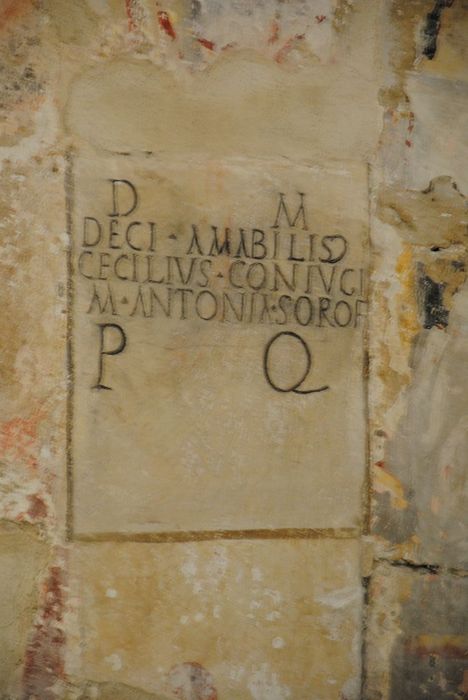 D M
DECI · AMABILIS
CECILIVS · CONIVGI
M · ANTONIA · SOROR
P Q